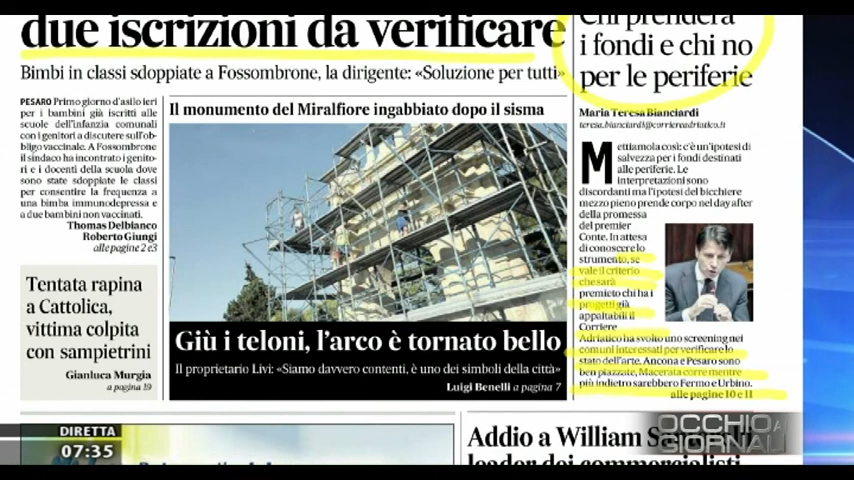 due iscrizioni da verificare
Bimbi in classi sdoppiate a Fossombrone, la dirigente: «Soluzione per tutti»
PESARO Primo giorno d'asilo ieri
per i bambini già iscritti alle
scuole dell'infanzia comunali
con i genitori a discutere sull'ob-
bligo vaccinale. A Fossombrone
il sindaco ha incontrato i genito-
ri e i docenti della scuola dove
sono state sdoppiate le classi
per consentire la frequenza a
una bimba immunodepressa e
a due bambini non vaccinati.
Thomas Delbianco
Roberto Giungi
alle pagine 2 e 3
Tentata rapina
a Cattolica,
vittima colpita
con sampietrini
Gianluca Murgia
a pagina 19
Il monumento del Miralfiore ingabbiato dopo il sisma
Giù i teloni, l'arco è tornato bello
Il proprietario Livi: «Siamo davvero contenti, è uno dei simboli della città»
Luigi Benelli a pagina 7
Chi prenderà
i fondi e chi no
per le periferie
Maria Teresa Bianciardi
teresa.bianciardi@corriereadriatico.it
Mettiamola così: c'è un'ipotesi di
salvezza per i fondi destinati
alle periferie. Le
interpretazioni sono
discordanti ma l'ipotesi del bicchiere
mezzo pieno prende corpo nel day after
della promessa
del premier
Conte. In attesa
di conoscere lo
strumento, se
vale il criterio
che sarà
premiato chi ha i
progetti già
appaltabili il
Corriere
Adriatico ha svolto uno screening nei
comuni interessati per verificare lo
stato dell'arte. Ancona e Pesaro sono
ben piazzate, Macerata corre mentre
più indietro sarebbero Fermo e Urbino.
alle pagine 10 e 11
Addio a William
DIRETTA
07:35
OCCHIO AI
GIORNALI